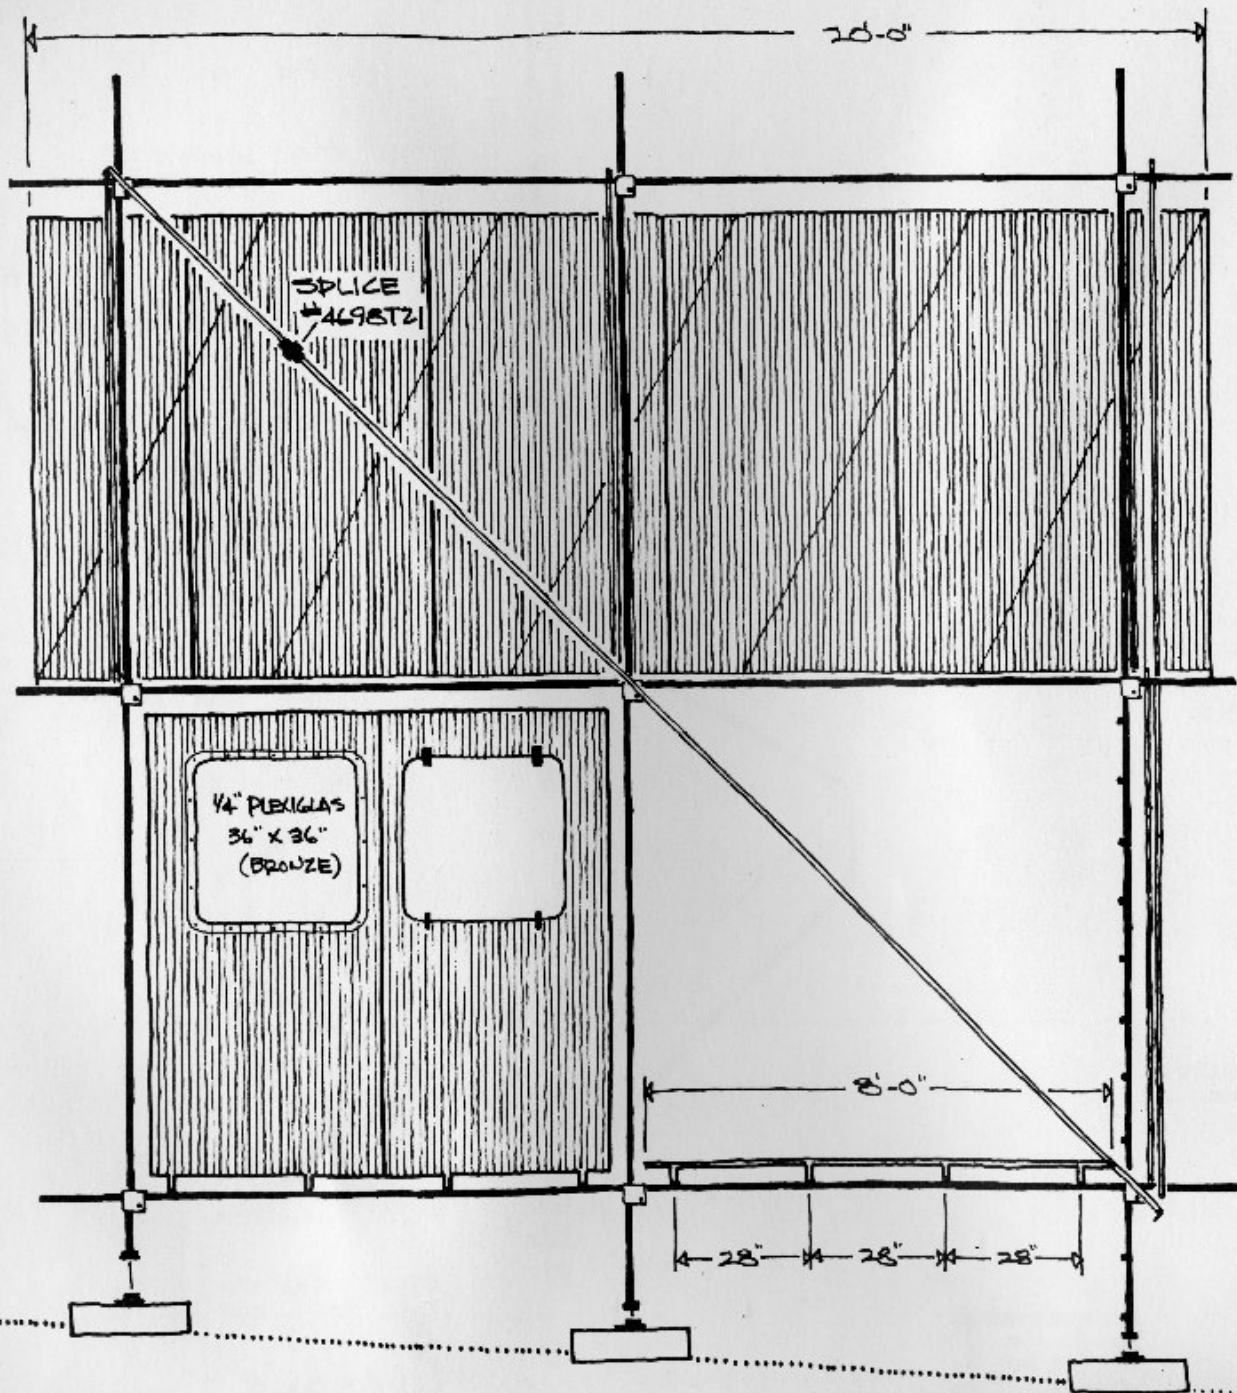 20'-0"
SPLICE
#4698T21
1/4" PLEXIGLAS
36" X 36"
(BRONZE)
8'-0"
28" 28" 28"